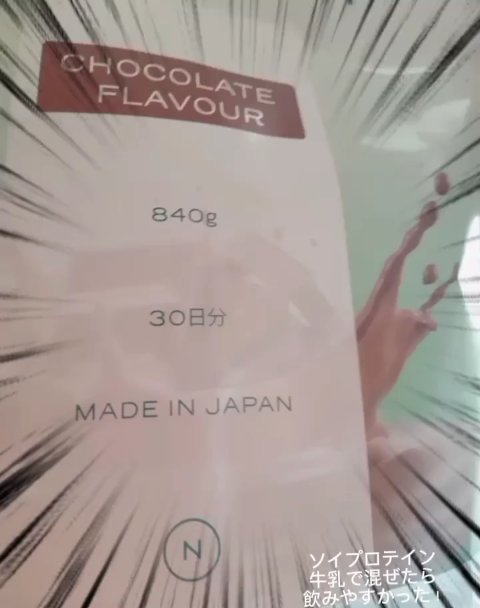 CHOCOLATE
FLAVOUR
840g
30日分
MADE IN JAPAN
N
ソイプロテイン
牛乳で混ぜたら
飲みやすかった！